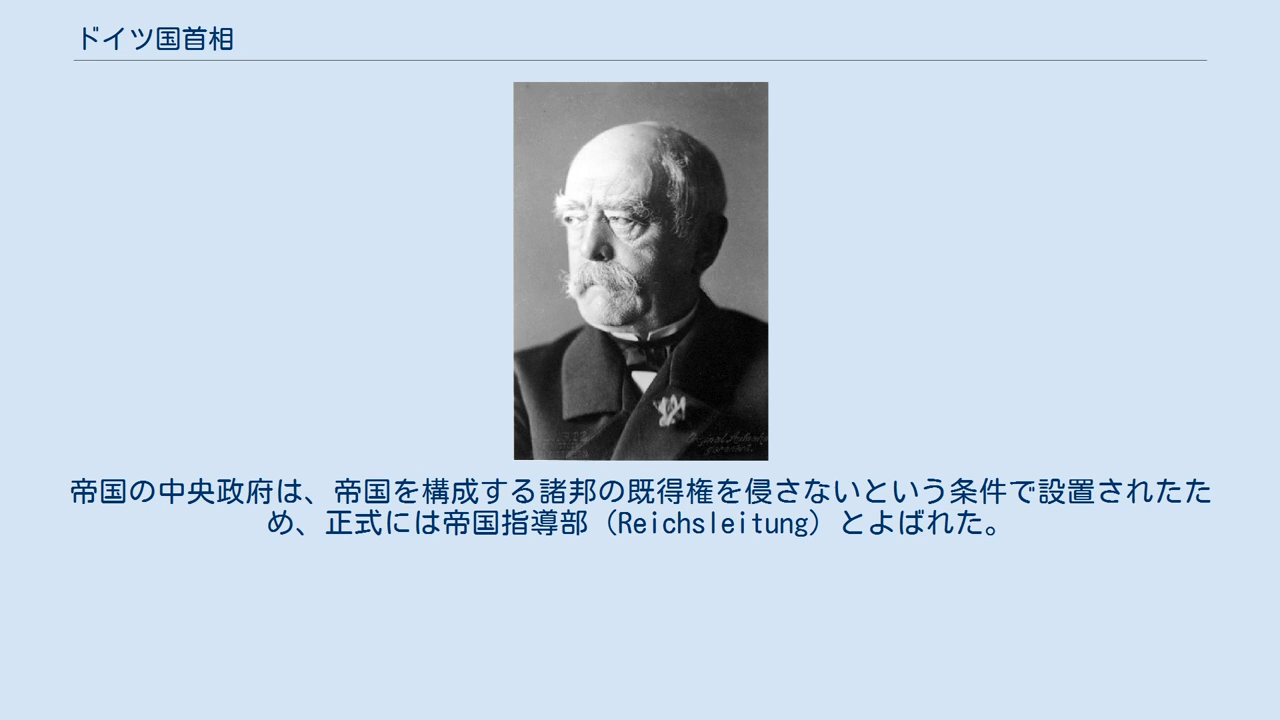 ドイツ国首相
帝国の中央政府は、帝国を構成する諸邦の既得権を侵さないという条件で設置されたた
め、正式には帝国指導部（Reichsleitung）とよばれた。